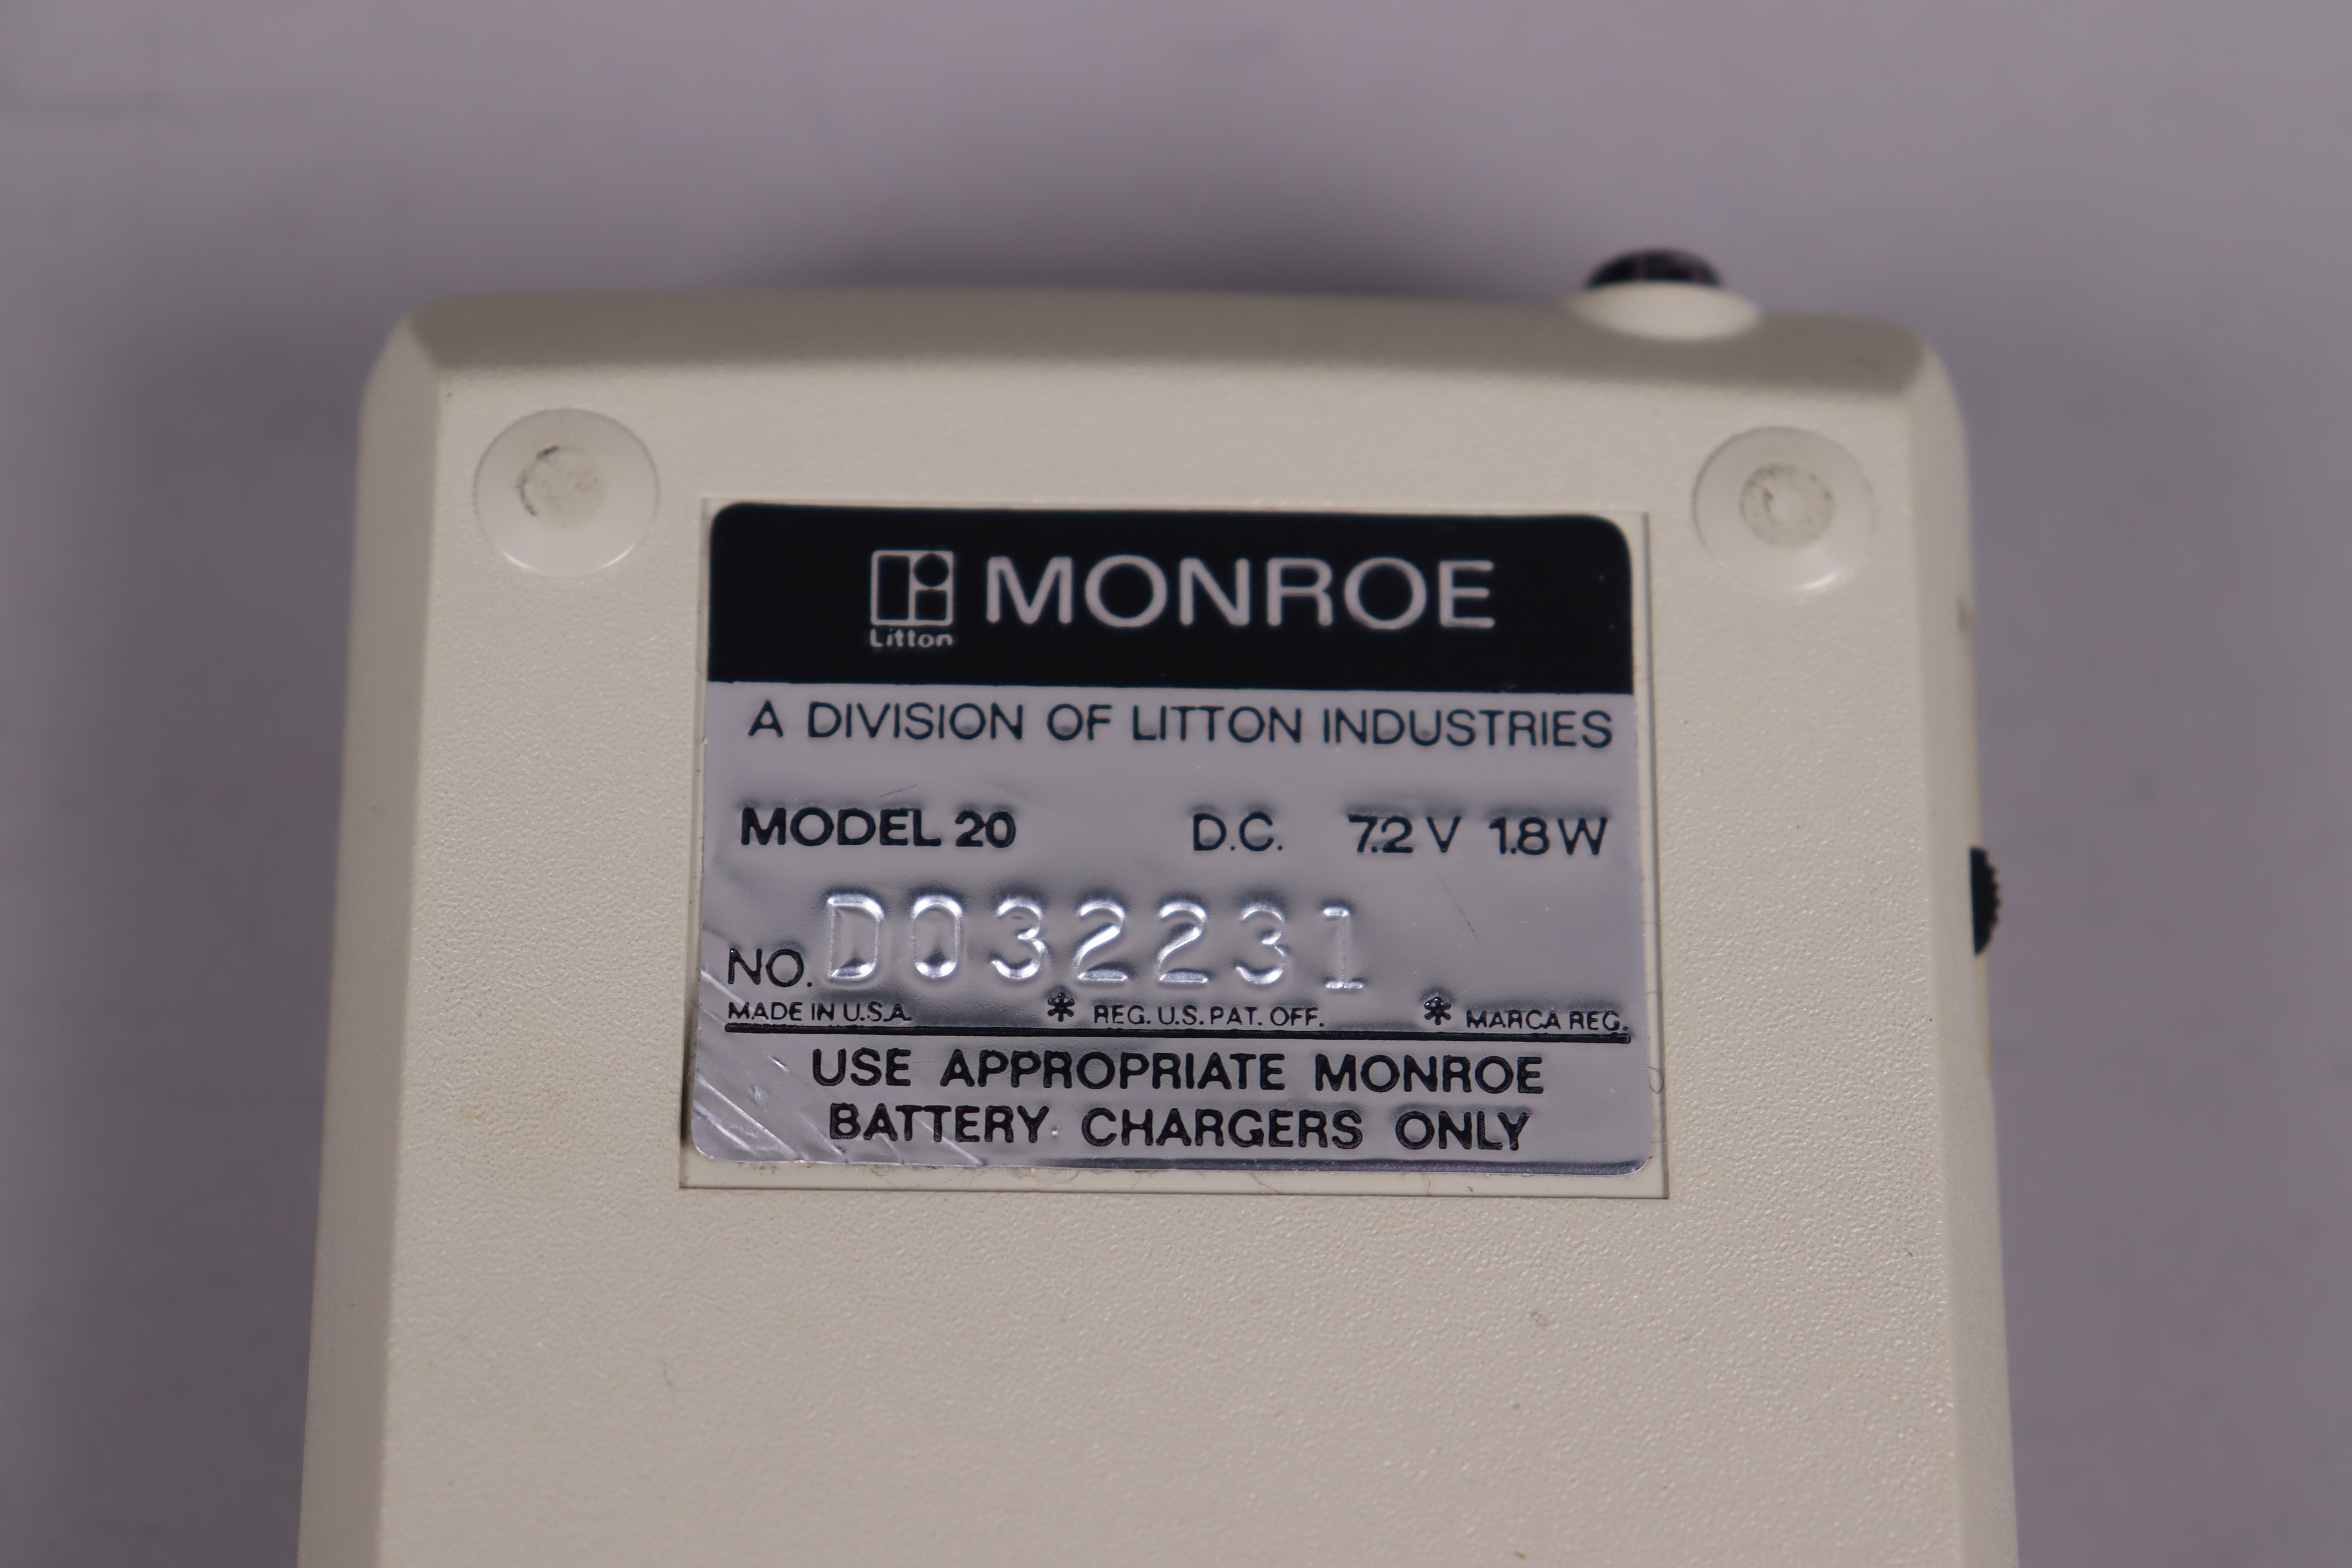 Litton MONROE
A DIVISION OF LITTON INDUSTRIES
MODEL 20 D.C. 7.2 V 1.8 W
NO. D032231
MADE IN U.S.A. * REG. U.S. PAT. OFF. * MARCA REG.
USE APPROPRIATE MONROE
BATTERY CHARGERS ONLY